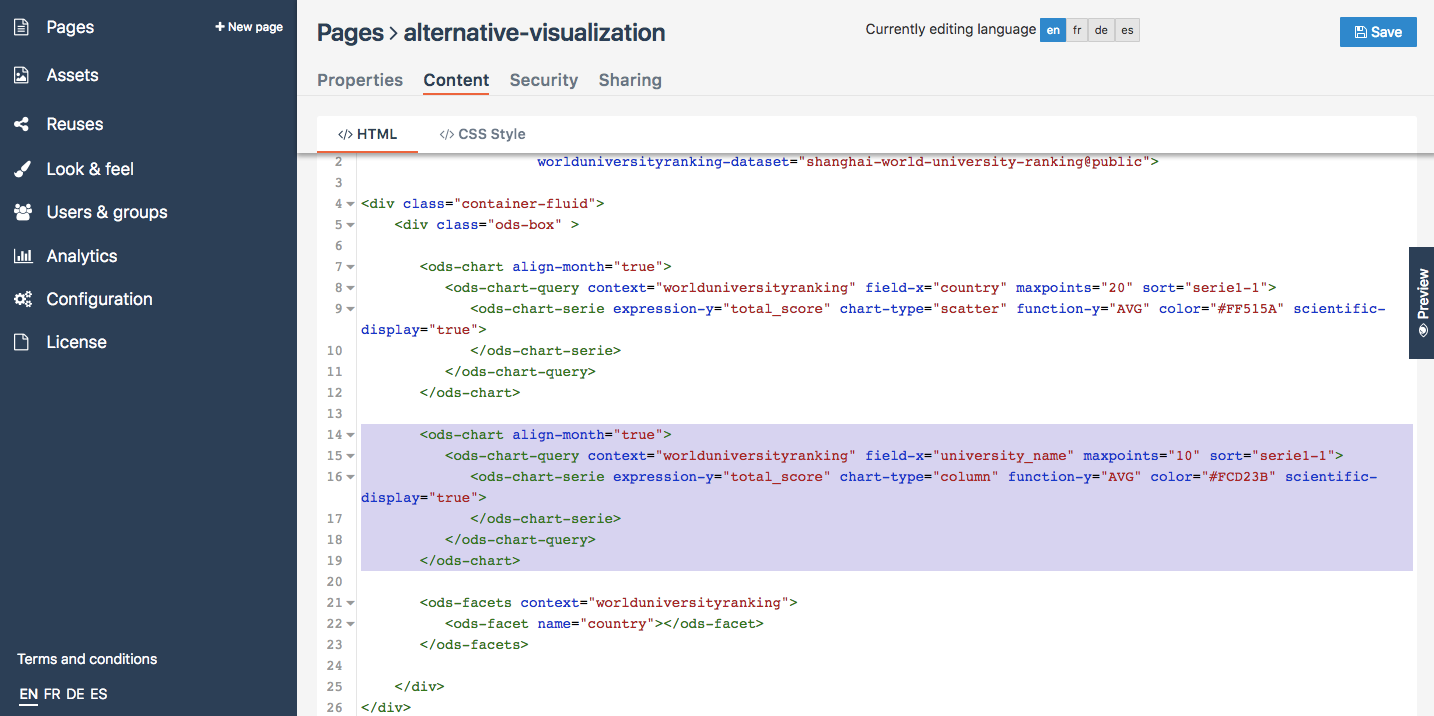 Pages
+ New page
Assets
Reuses
Look & feel
Users & groups
Analytics
Configuration
License
Terms and conditions
EN FR DE ES
Pages > alternative-visualization
Currently editing language en fr de es
Save
Properties Content Security Sharing
</> HTML </> CSS Style
2 worlduniversityranking-dataset="shanghai-world-university-ranking@public">
3
4 <div class="container-fluid">
5 <div class="ods-box" >
6
7 <ods-chart align-month="true">
8 <ods-chart-query context="worlduniversityranking" field-x="country" maxpoints="20" sort="serie1-1">
9 <ods-chart-serie expression-y="total_score" chart-type="scatter" function-y="AVG" color="#FF515A" scientific-
display="true">
10 </ods-chart-serie>
11 </ods-chart-query>
12 </ods-chart>
13
14 <ods-chart align-month="true">
15 <ods-chart-query context="worlduniversityranking" field-x="university_name" maxpoints="10" sort="serie1-1">
16 <ods-chart-serie expression-y="total_score" chart-type="column" function-y="AVG" color="#FCD23B" scientific-
display="true">
17 </ods-chart-serie>
18 </ods-chart-query>
19 </ods-chart>
20
21 <ods-facets context="worlduniversityranking">
22 <ods-facet name="country"></ods-facet>
23 </ods-facets>
24
25 </div>
26 </div>
Preview